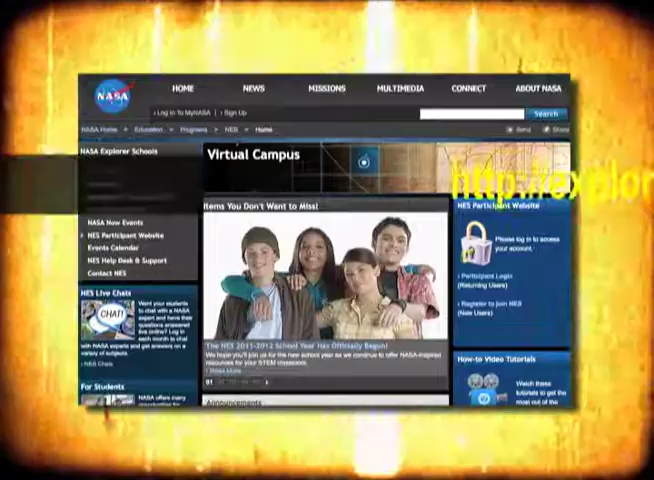 NASA
HOME NEWS MISSIONS MULTIMEDIA CONNECT ABOUT NASA
› Log In To MyNASA | › Sign Up
Search
NASA Home > Education > Programs > NES > Home
Send Share
NASA Explorer Schools
Virtual Campus
http://explor
NASA Now Events
NES Participant Website
Events Calendar
NES Help Desk & Support
Contact NES
Items You Don't Want to Miss!
NES Participant Website
Please log in to access
your account.
› Participant Login
(Returning Users)
› Register to Join NES
(New Users)
NES Live Chats
CHAT!
Want your students
to chat with a NASA
expert and have their
questions answered
live online? Log in
each month to chat
with NASA experts and get answers on a
variety of subjects.
› NES Chats
The NES 2011-2012 School Year Has Officially Begun!
We hope you'll join us for the new school year as we continue to offer NASA-inspired
resources for your STEM classroom.
› Read More
01
How-to Video Tutorials
Watch these
tutorials to get the
most out of the
For Students
NASA offers many
opportunities for
Announcements